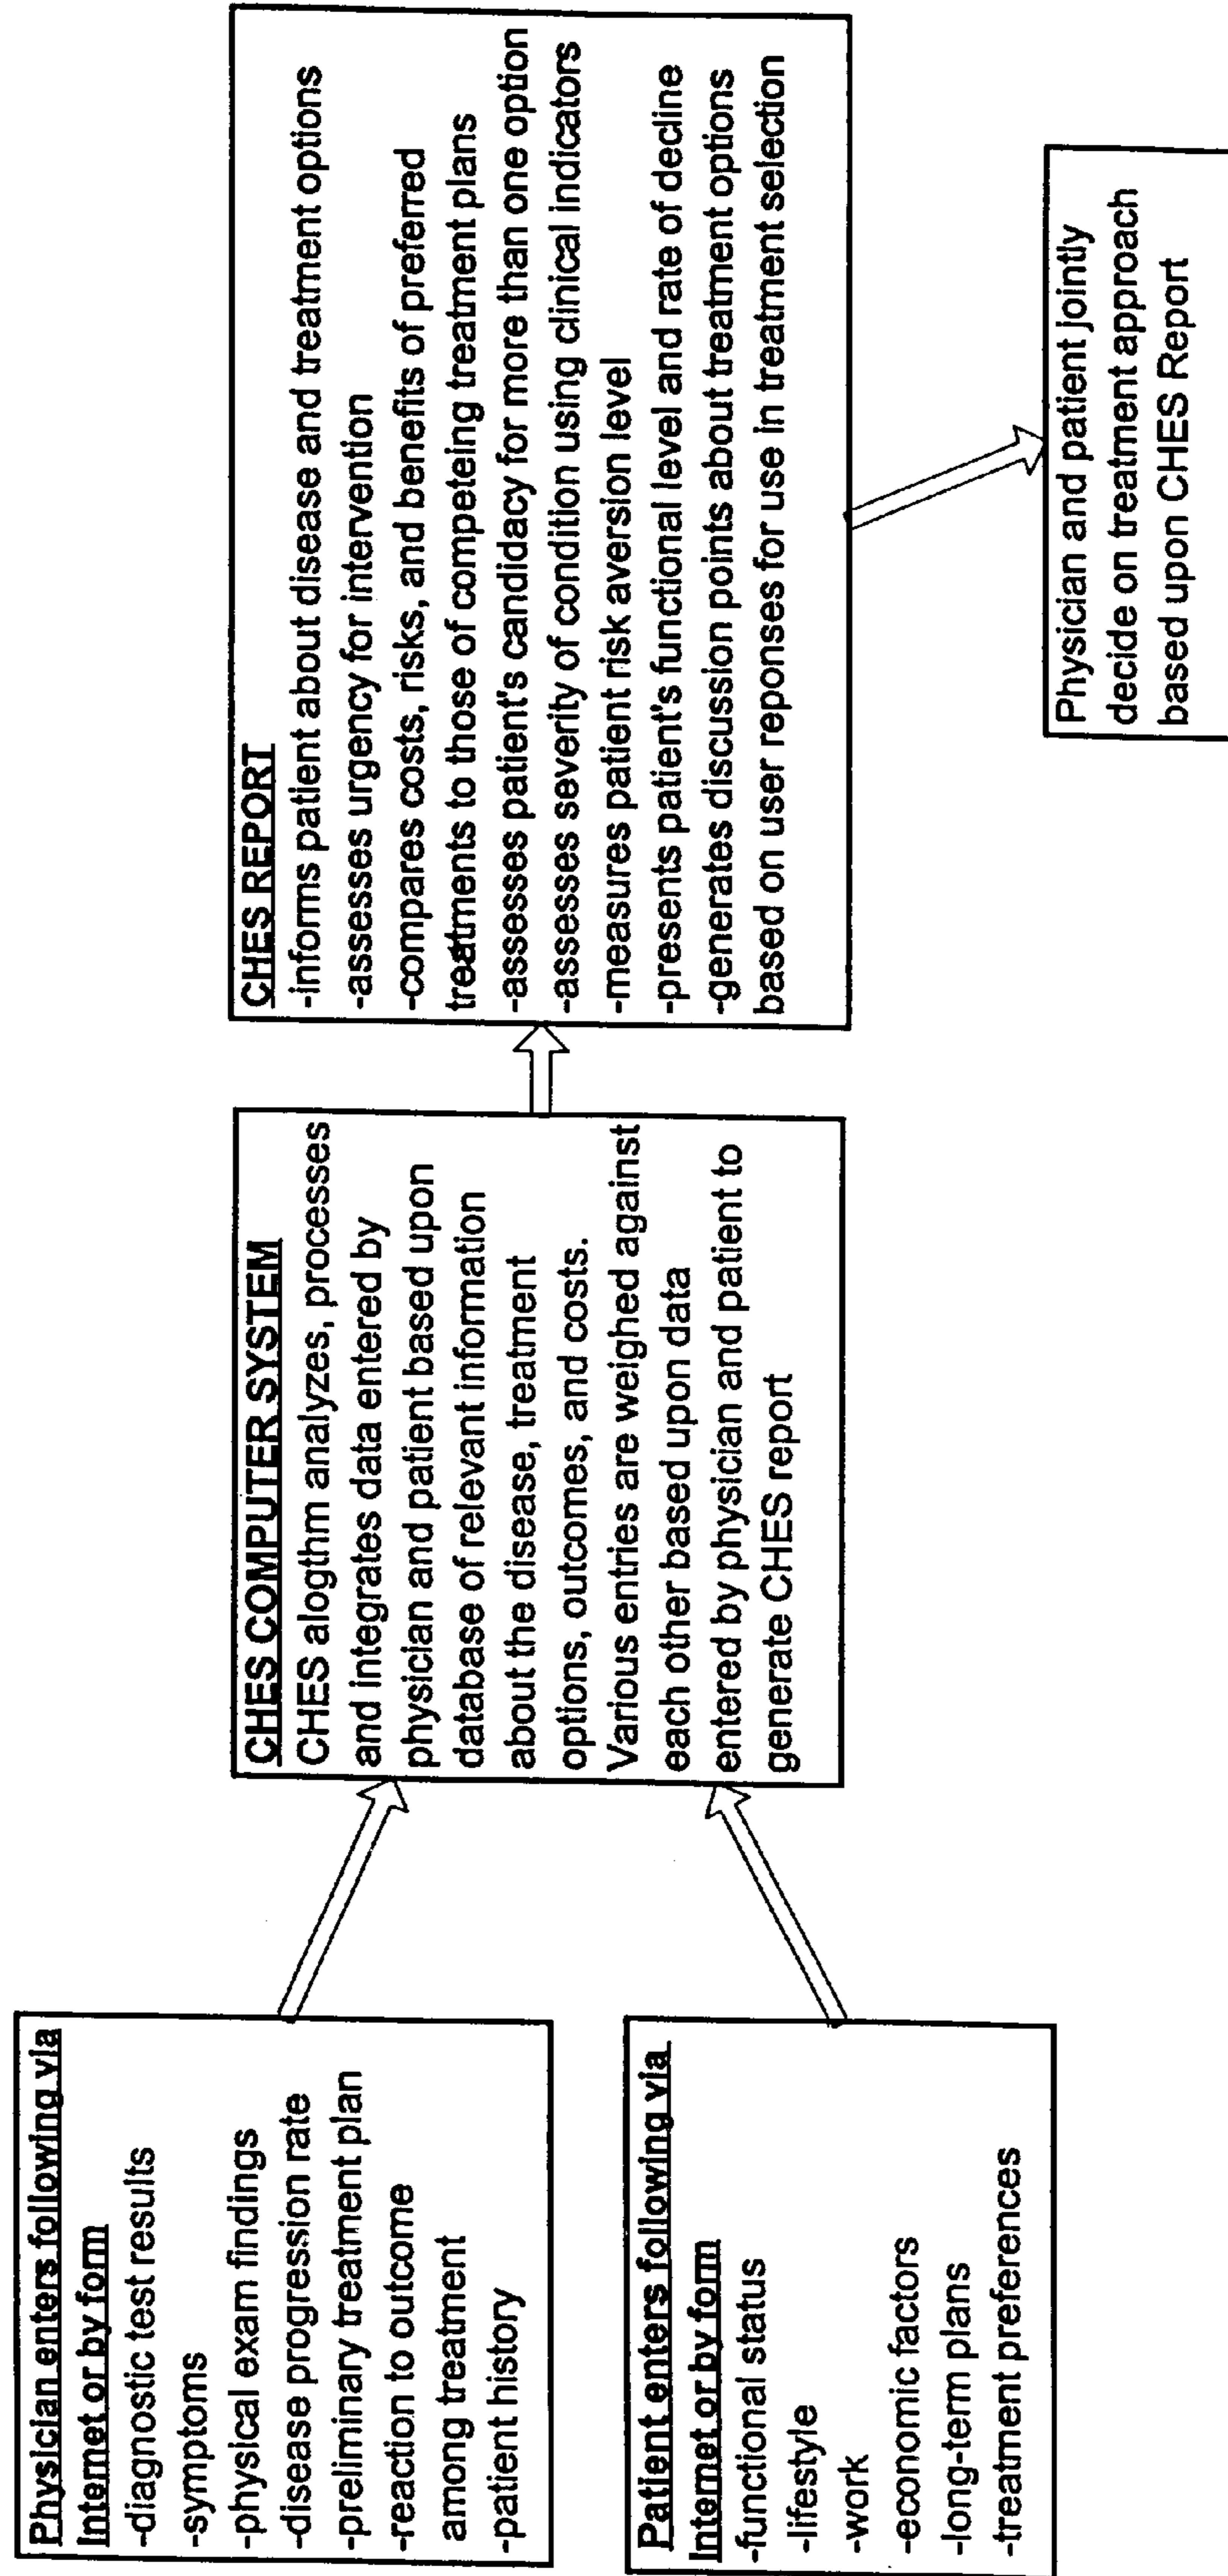 Physician enters following via
Internet or by form
-diagnostic test results
-symptoms
-physical exam findings
-disease progression rate
-preliminary treatment plan
-reaction to outcome
among treatment
-patient history
Patient enters following via
Internet or by form
-functional status
-lifestyle
-work
-economic factors
-long-term plans
-treatment preferences
CHES COMPUTER SYSTEM
CHES alogthm analyzes, processes
and integrates data entered by
physician and patient based upon
database of relevant information
about the disease, treatment
options, outcomes, and costs.
Various entries are weighed against
each other based upon data
entered by physician and patient to
generate CHES report
CHES REPORT
-informs patient about disease and treatment options
-assesses urgency for intervention
-compares costs, risks, and benefits of preferred
treatments to those of competeing treatment plans
-assesses patient's candidacy for more than one option
-assesses severity of condition using clinical indicators
-measures patient risk aversion level
-presents patient's functional level and rate of decline
-generates discussion points about treatment options
based on user reponses for use in treatment selection
Physician and patient jointly
decide on treatment approach
based upon CHES Report